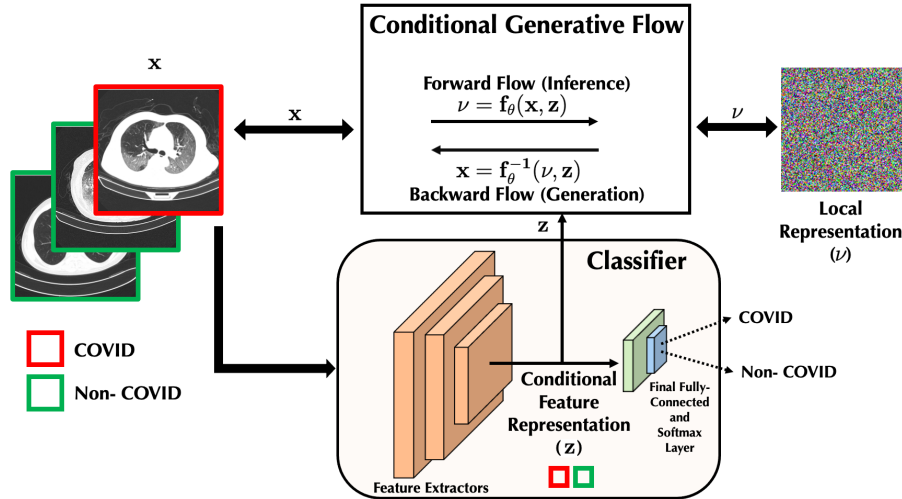 x
COVID
Non- COVID
x
Conditional Generative Flow
Forward Flow (Inference)
ν = f_θ(x, z)
x = f_θ^{-1}(ν, z)
Backward Flow (Generation)
ν
Local
Representation
(ν)
z
Classifier
Feature Extractors
Conditional
Feature
Representation
(z)
Final Fully-
Connected
and
Softmax
Layer
COVID
Non- COVID